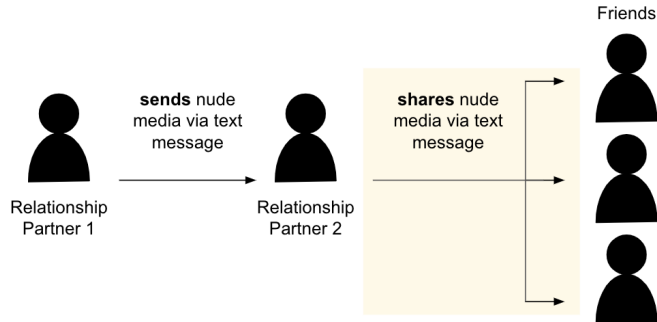 Friends
sends nude
media via text
message
shares nude
media via text
message
Relationship
Partner 1
Relationship
Partner 2